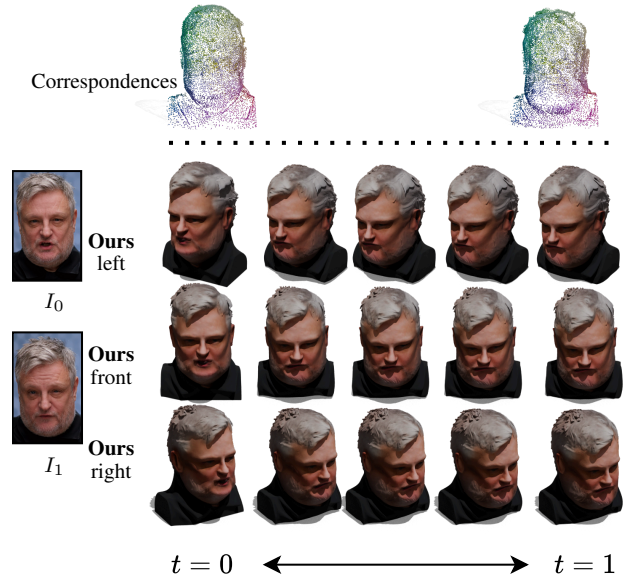 Correspondences
Ours
left
I₀
Ours
front
I₁
Ours
right
t = 0
t = 1